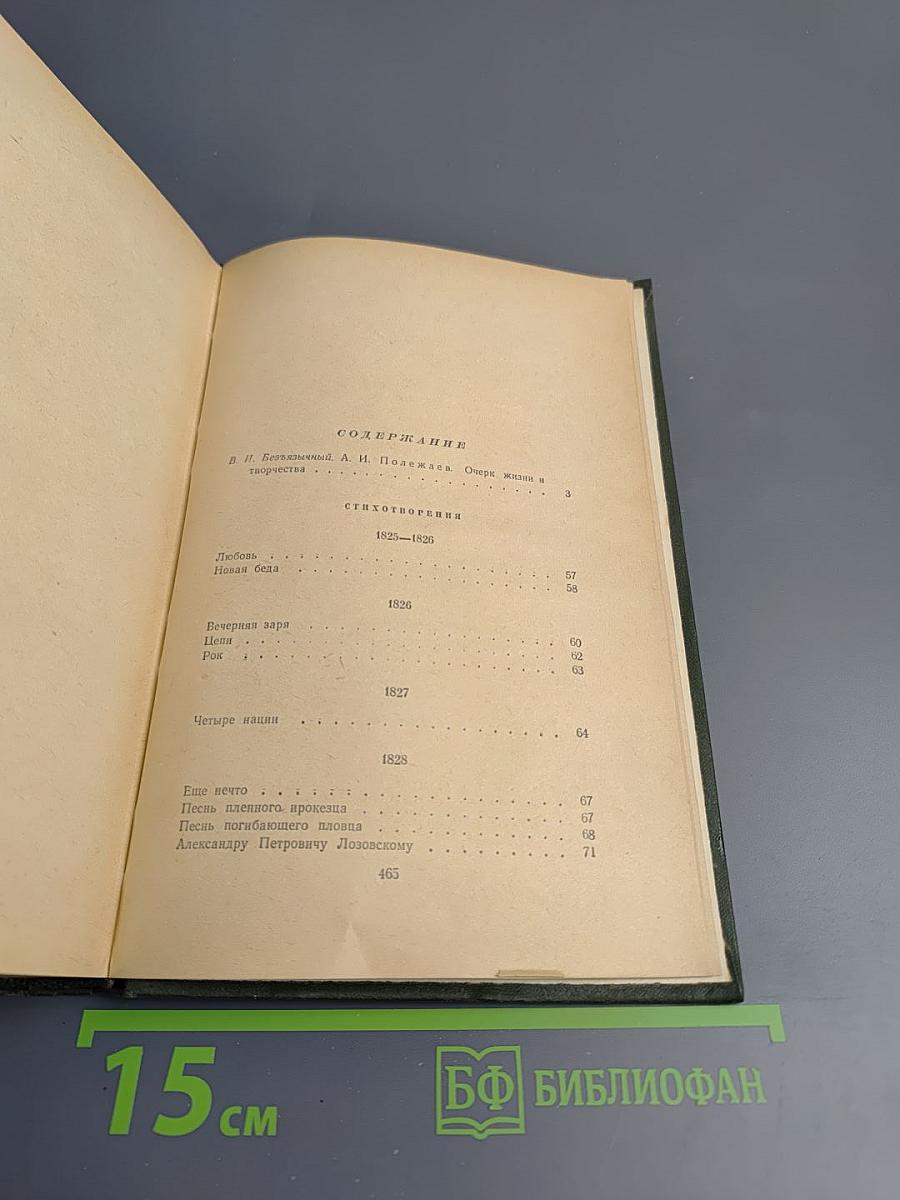 СОДЕРЖАНИЕ
В. И. Безъязычный. А. И. Полежаев. Очерк жизни и
творчества . . . . . . . . . . . . . . . . 3
СТИХОТВОРЕНИЯ
1825—1826
Любовь . . . . . . . . . . . . . . . . 57
Новая беда . . . . . . . . . . . . . . . . 58
1826
Вечерняя заря . . . . . . . . . . . . . . . . 60
Цепи . . . . . . . . . . . . . . . . 62
Рок . . . . . . . . . . . . . . . . 63
1827
Четыре нации . . . . . . . . . . . . . . . . 64
1828
Еще нечто . . . . . . . . . . . . . . . . 67
Песнь пленного ирокезца . . . . . . . . . . . . 67
Песнь погибающего пловца . . . . . . . . . . . . 68
Александру Петровичу Лозовскому . . . . . . . . . 71
465
15 см
БФ БИБЛИОФАН